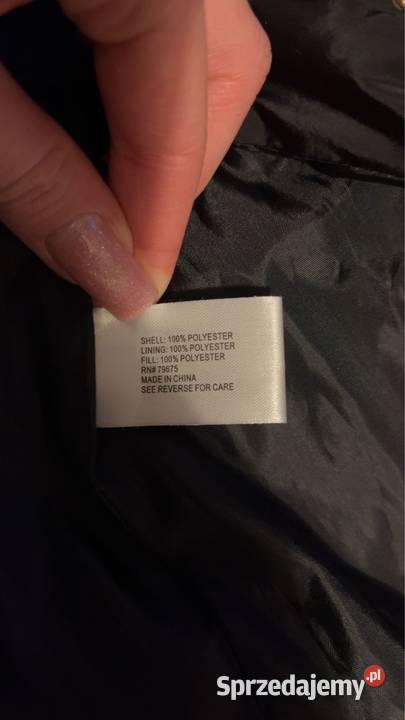 SHELL: 100% POLYESTER
LINING: 100% POLYESTER
FILL: 100% POLYESTER
RN# 79675
MADE IN CHINA
SEE REVERSE FOR CARE
Sprzedajemy.pl